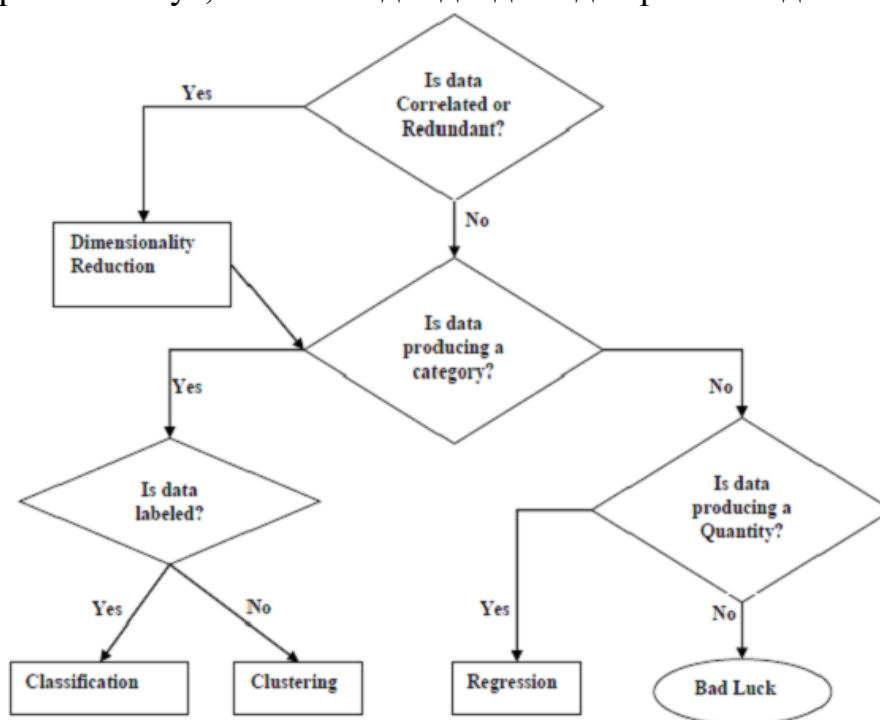 Is data
Correlated or
Redundant?
Yes
No
Dimensionality
Reduction
Is data
producing a
category?
Yes
No
Is data
labeled?
Is data
producing a
Quantity?
Yes
No
Yes
No
Classification
Clustering
Regression
Bad Luck